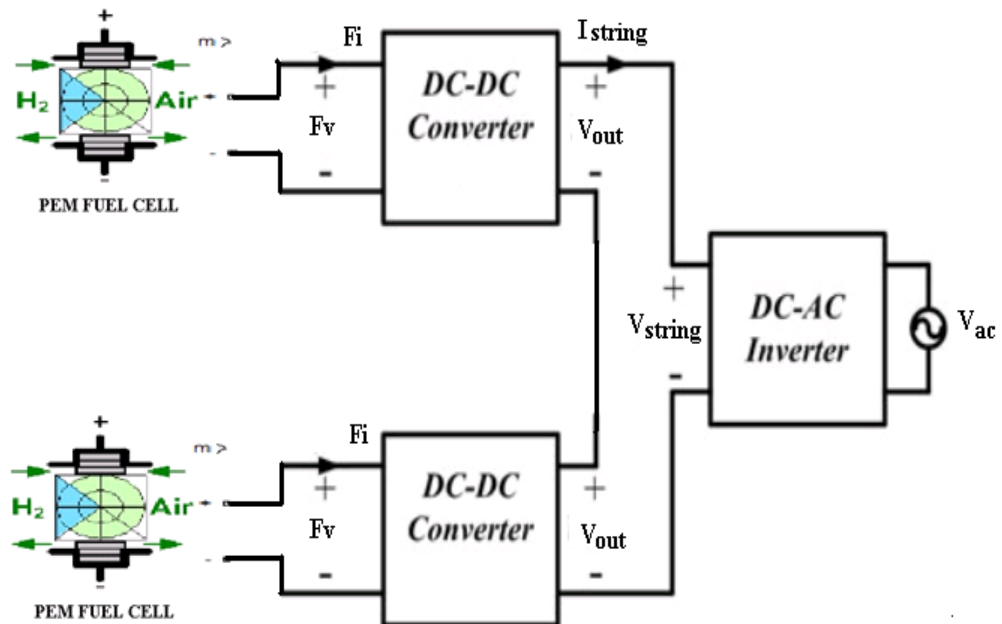 +
m >
Fi
I string
H₂
Air
+
-
+
Fv
-
DC-DC
Converter
+
Vout
-
-
PEM FUEL CELL
+
Vstring
-
DC-AC
Inverter
Vac
+
m >
Fi
H₂
Air
+
-
+
Fv
-
DC-DC
Converter
+
Vout
-
-
PEM FUEL CELL